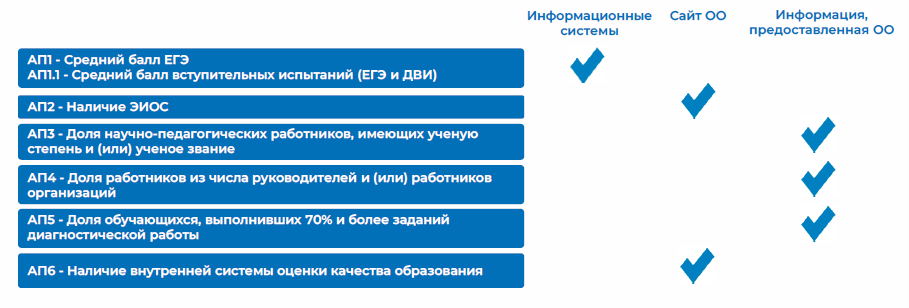 Информационные системы
Сайт ОО
Информация, предоставленная ОО
АП1 - Средний балл ЕГЭ
АП1.1 - Средний балл вступительных испытаний (ЕГЭ и ДВИ)
АП2 - Наличие ЭИОС
АП3 - Доля научно-педагогических работников, имеющих ученую
степень и (или) ученое звание
АП4 - Доля работников из числа руководителей и (или) работников
организаций
АП5 - Доля обучающихся, выполнивших 70% и более заданий
диагностической работы
АП6 - Наличие внутренней системы оценки качества образования